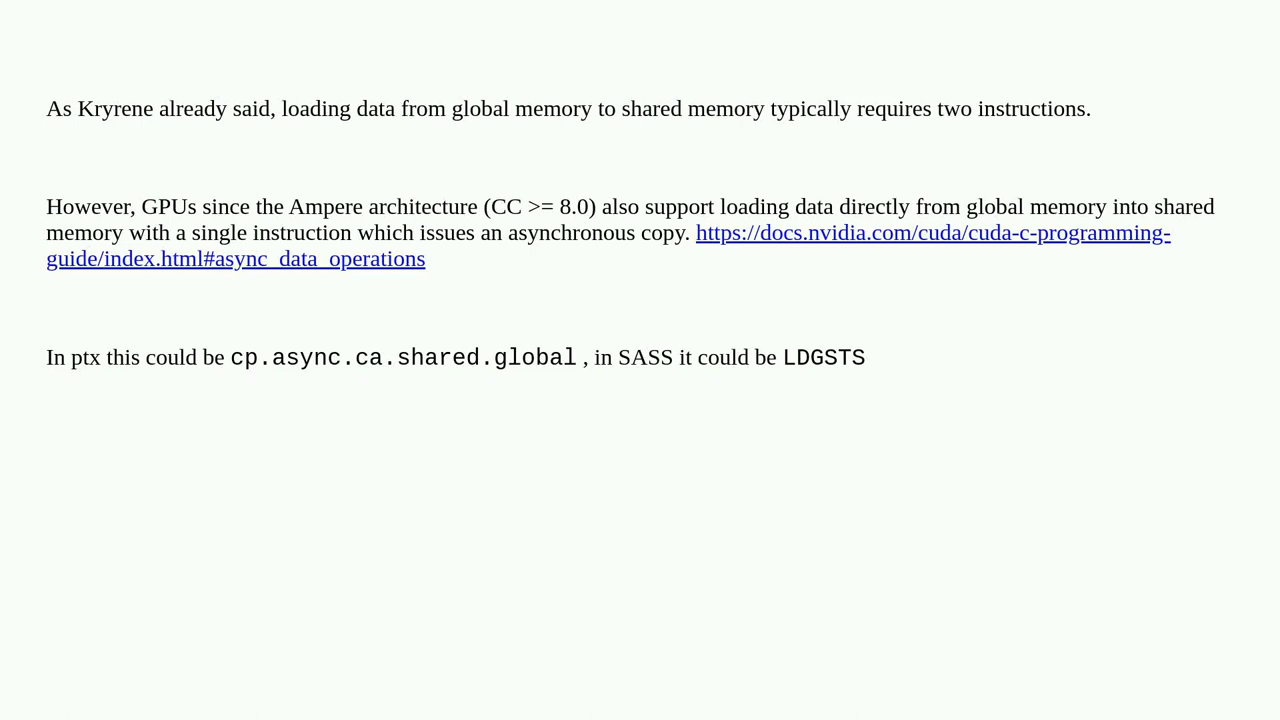 As Kryrene already said, loading data from global memory to shared memory typically requires two instructions.
However, GPUs since the Ampere architecture (CC >= 8.0) also support loading data directly from global memory into shared
memory with a single instruction which issues an asynchronous copy. https://docs.nvidia.com/cuda/cuda-c-programming-
guide/index.html#async_data_operations
In ptx this could be cp.async.ca.shared.global , in SASS it could be LDGSTS